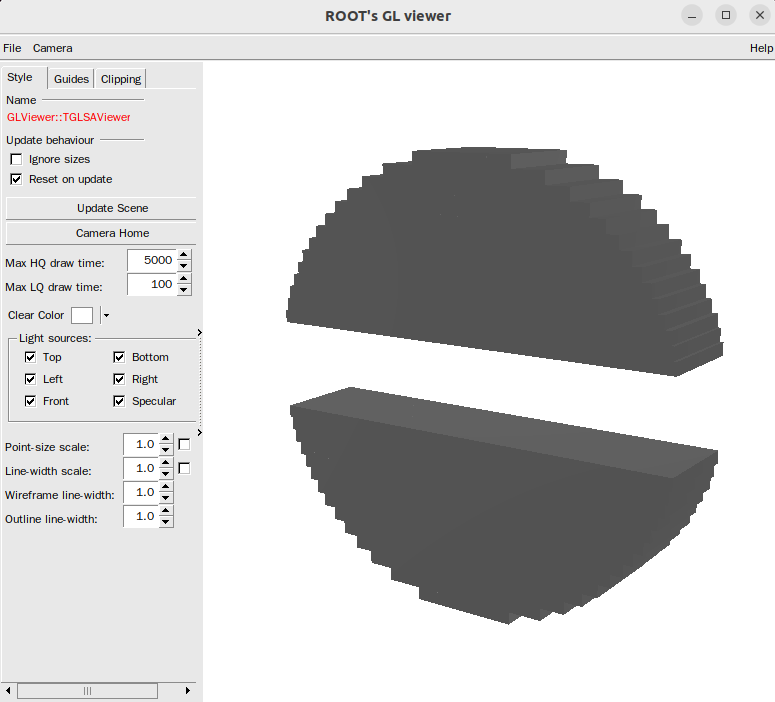 ROOT's GL viewer
File Camera Help
Style Guides Clipping
Name
GLViewer::TGLSAViewer
Update behaviour
Ignore sizes
Reset on update
Update Scene
Camera Home
Max HQ draw time: 5000
Max LQ draw time: 100
Clear Color
Light sources:
Top Bottom
Left Right
Front Specular
Point-size scale: 1.0
Line-width scale: 1.0
Wireframe line-width: 1.0
Outline line-width: 1.0